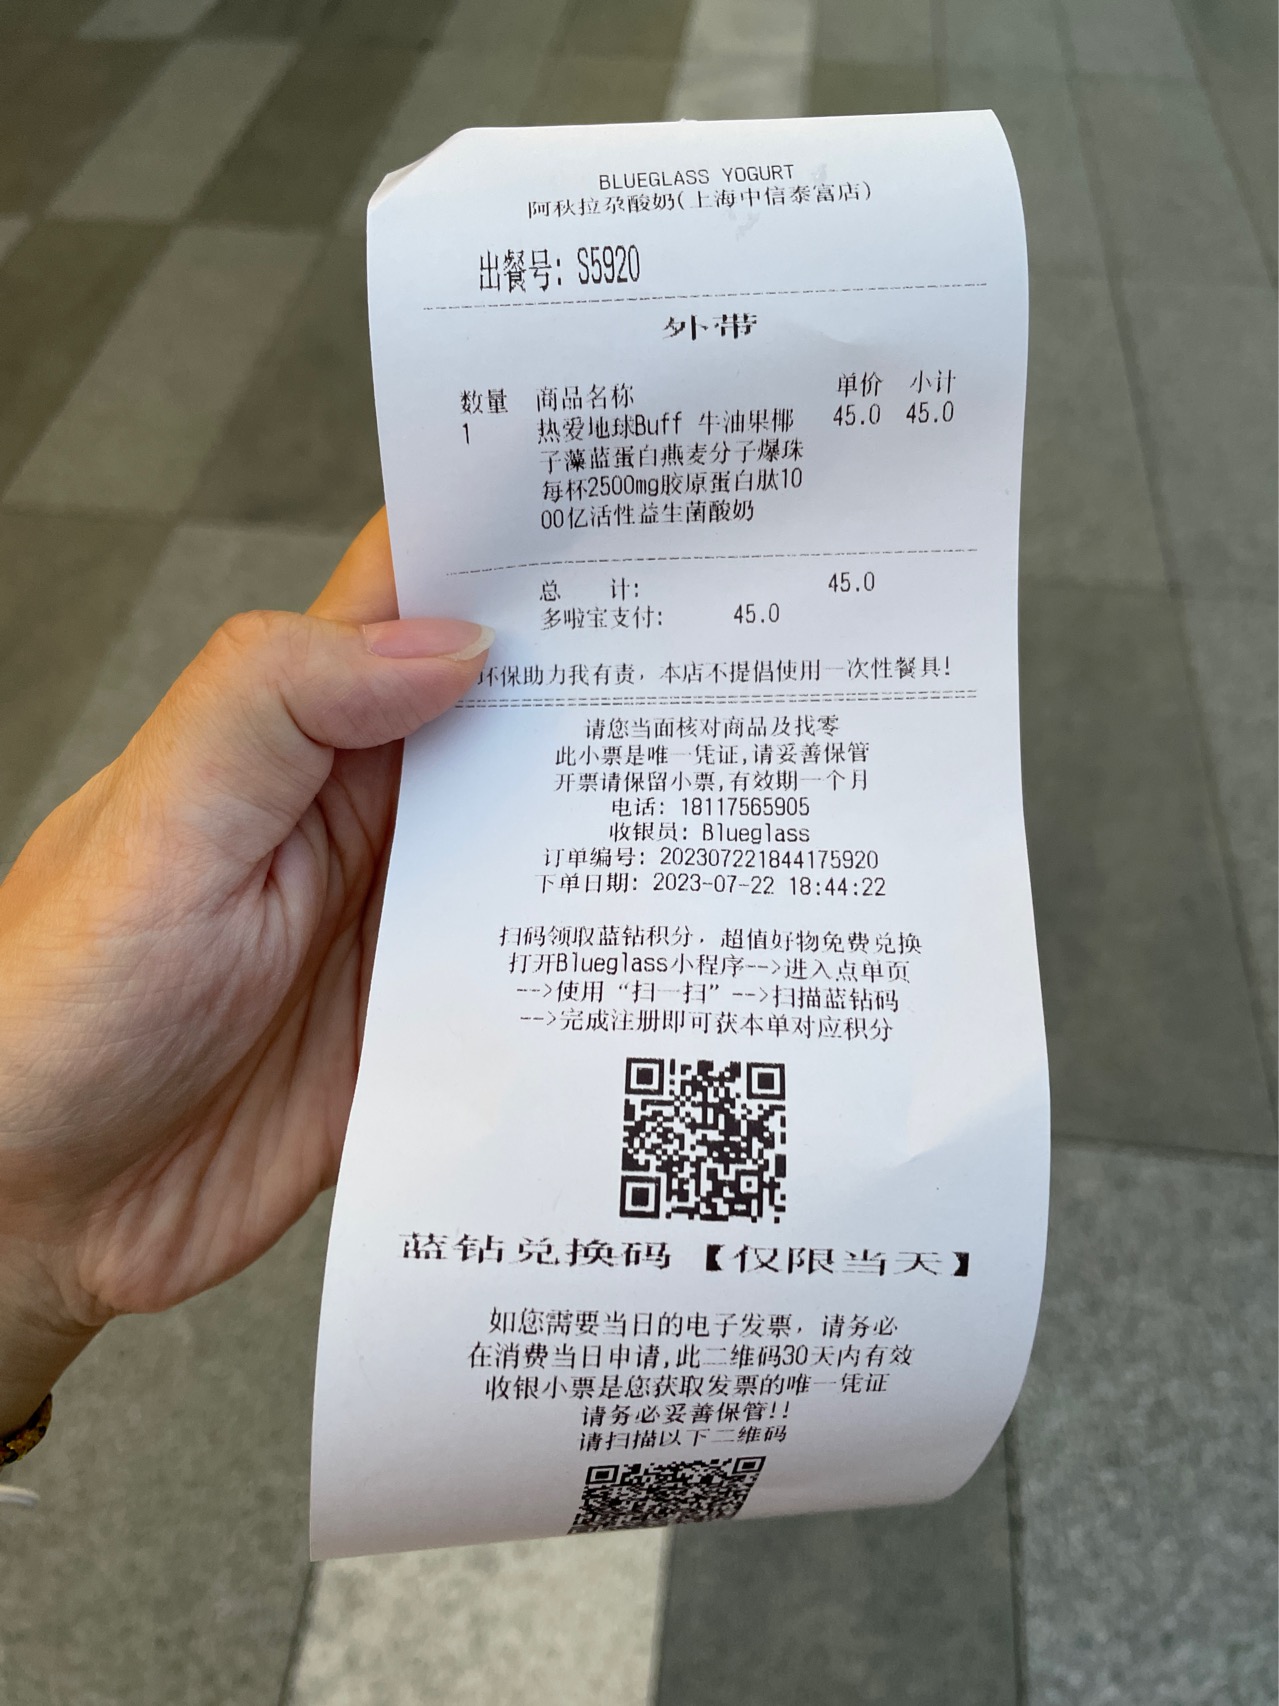 BLUEGLASS YOGURT
阿秋拉尕酸奶(上海中信泰富店)
出餐号: S5920
外带
数量 商品名称 单价 小计
1 热爱地球Buff 牛油果椰 45.0 45.0
子藻蓝蛋白燕麦分子爆珠
每杯2500mg胶原蛋白肽10
00亿活性益生菌酸奶
总 计: 45.0
多啦宝支付: 45.0
环保助力我有责，本店不提倡使用一次性餐具!
请您当面核对商品及找零
此小票是唯一凭证,请妥善保管
开票请保留小票,有效期一个月
电话: 18117565905
收银员: Blueglass
订单编号: 202307221844175920
下单日期: 2023-07-22 18:44:22
扫码领取蓝钻积分，超值好物免费兑换
打开Blueglass小程序-->进入点单页
-->使用“扫一扫”-->扫描蓝钻码
-->完成注册即可获本单对应积分
蓝钻兑换码【仅限当天】
如您需要当日的电子发票，请务必
在消费当日申请,此二维码30天内有效
收银小票是您获取发票的唯一凭证
请务必妥善保管!!
请扫描以下二维码